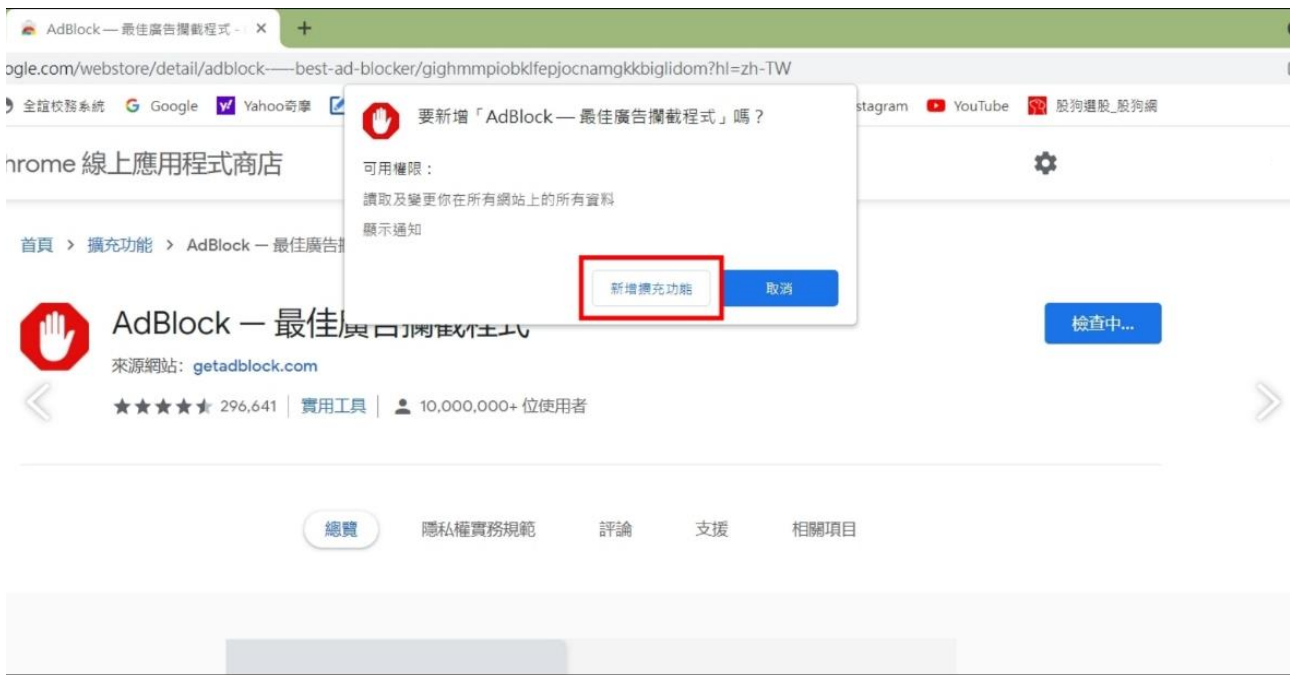 AdBlock — 最佳廣告攔截程式 -
ogle.com/webstore/detail/adblock-—-best-ad-blocker/gighmmpiobklfepjocnamgkkbiglidom?hl=zh-TW
全誼校務系統 Google Yahoo奇摩 stagram YouTube 股狗選股_股狗網
要新增「AdBlock — 最佳廣告攔截程式」嗎？
hrome 線上應用程式商店
可用權限：
讀取及變更你在所有網站上的所有資料
顯示通知
首頁 > 擴充功能 > AdBlock — 最佳廣告
新增擴充功能 取消
AdBlock — 最佳廣告攔截程式
檢查中...
來源網站: getadblock.com
296,641 實用工具 10,000,000+ 位使用者
總覽 隱私權實務規範 評論 支援 相關項目